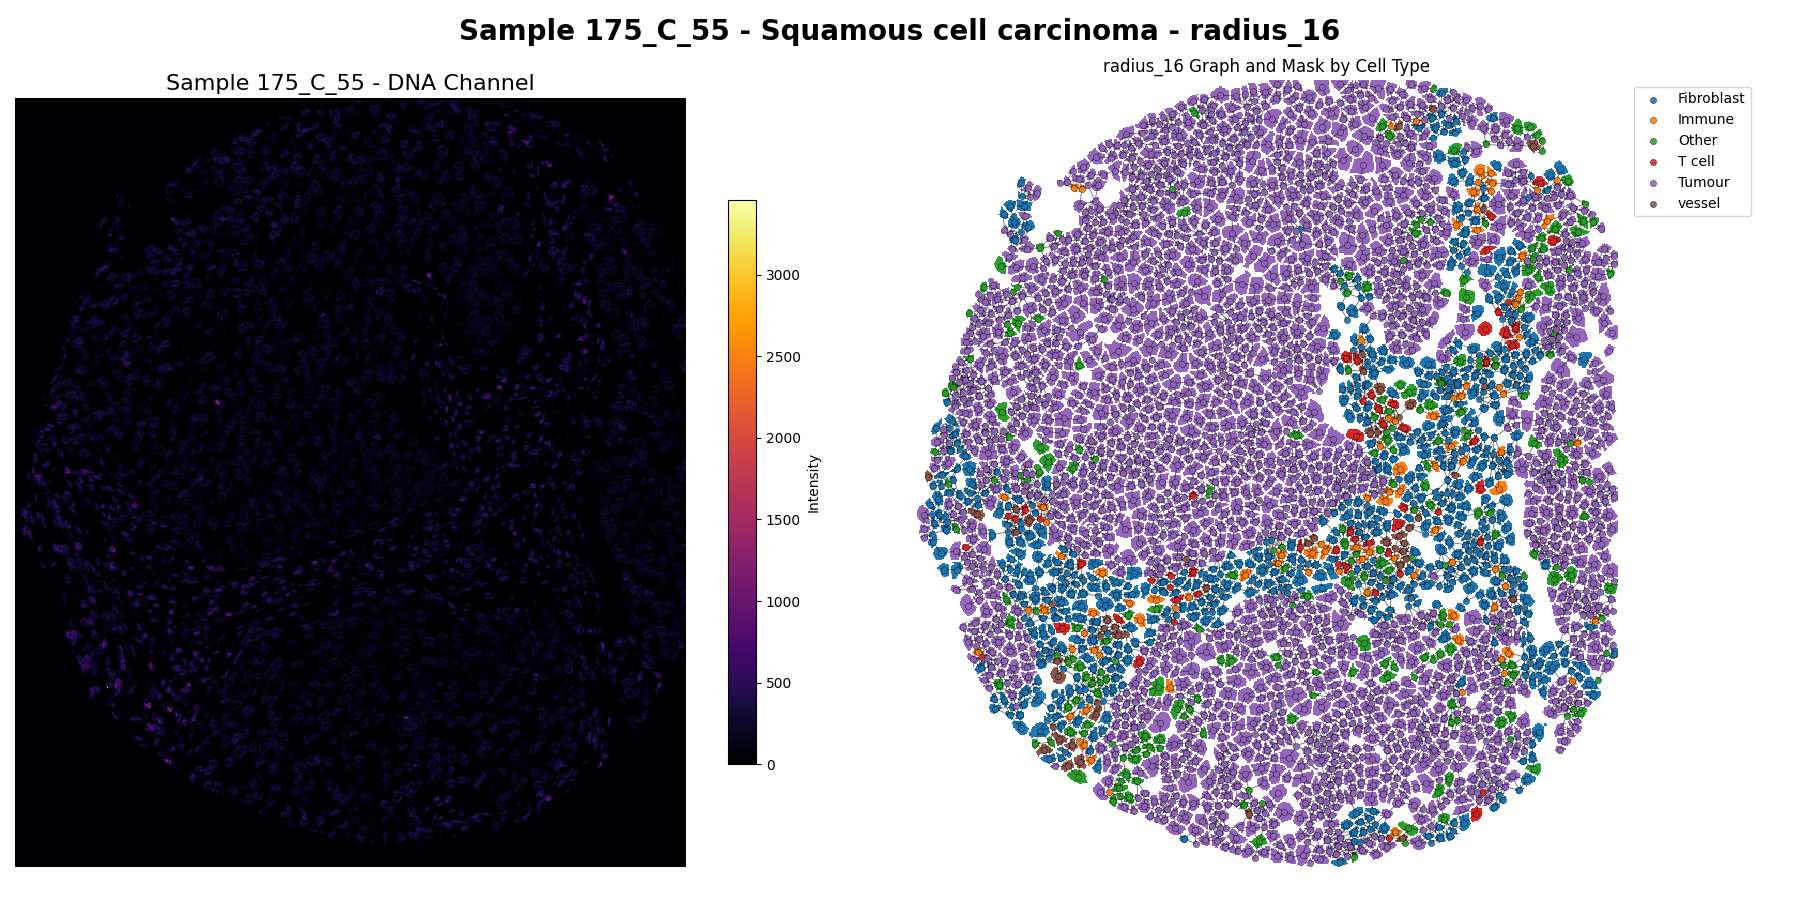 Sample 175_C_55 - Squamous cell carcinoma - radius_16
Sample 175_C_55 - DNA Channel
radius_16 Graph and Mask by Cell Type
Fibroblast
Immune
Other
T cell
Tumour
vessel
3000
2500
2000
1500
1000
500
0
Intensity